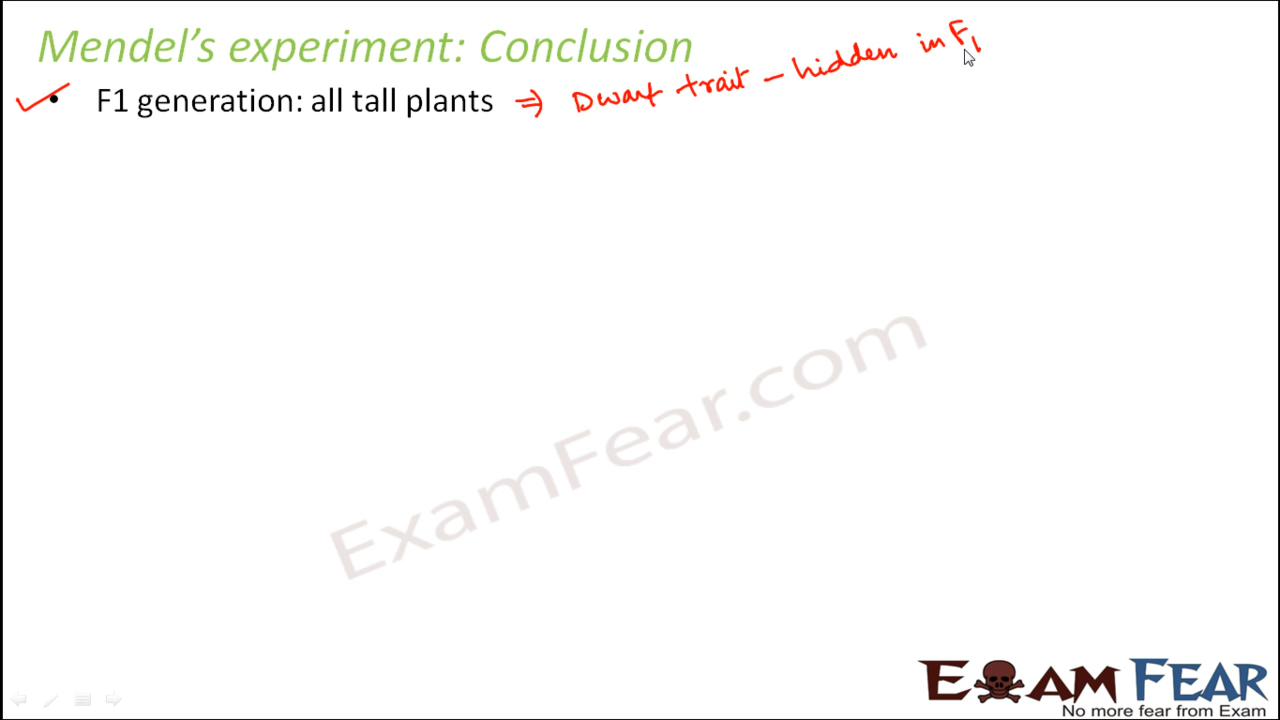 Mendel's experiment: Conclusion
• F1 generation: all tall plants ⇒ Dwarf trait – hidden in F1
ExamFear.com
EXAM FEAR
No more fear from Exam